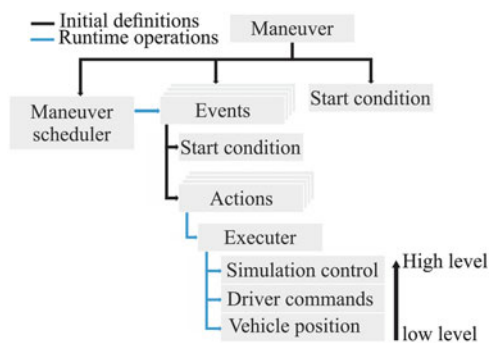 Initial definitions
Runtime operations
Maneuver
Maneuver
scheduler
Events
Start condition
Start condition
Actions
Executer
Simulation control
Driver commands
Vehicle position
High level
low level